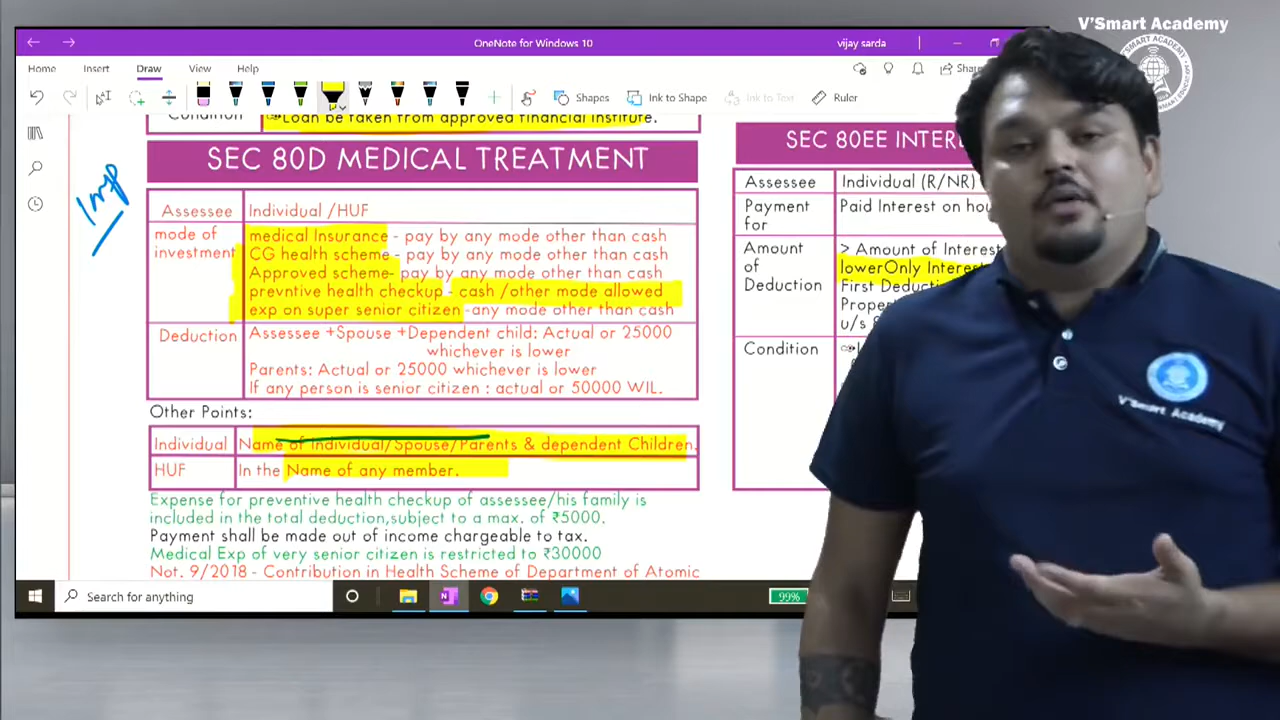 V'Smart Academy
OneNote for Windows 10
vijay sarda
Home
Insert
Draw
View
Help
Share
Shapes
Ink to Shape
Ink to Text
Ruler
Condition
Loan be taken from approved financial Institute.
Imp
SEC 80D MEDICAL TREATMENT
Assessee
Individual /HUF
mode of
investment
medical Insurance - pay by any mode other than cash
CG health scheme - pay by any mode other than cash
Approved scheme- pay by any mode other than cash
prevntive health checkup - cash /other mode allowed
exp on super senior citizen -any mode other than cash
Deduction
Assessee +Spouse +Dependent child: Actual or 25000
whichever is lower
Parents: Actual or 25000 whichever is lower
If any person is senior citizen : actual or 50000 WIL.
Other Points:
Individual
Name of Individual/Spouse/Parents & dependent Children.
HUF
In the Name of any member.
Expense for preventive health checkup of assessee/his family is
included in the total deduction,subject to a max. of ₹5000.
Payment shall be made out of income chargeable to tax.
Medical Exp of very senior citizen is restricted to ₹30000
Not. 9/2018 - Contribution in Health Scheme of Department of Atomic
SEC 80EE
Assessee
Individual (R/NR)
Payment
for
Paid Interest on
Amount
of
Deduction
> Amount of Interest
lowerOnly
First
u/s
Condition
Search for anything
99%
V'Smart Academy